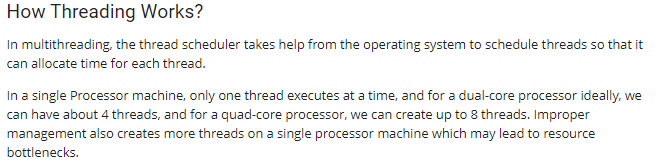 How Threading Works?
In multithreading, the thread scheduler takes help from the operating system to schedule threads so that it
can allocate time for each thread.
In a single Processor machine, only one thread executes at a time, and for a dual-core processor ideally, we
can have about 4 threads, and for a quad-core processor, we can create up to 8 threads. Improper
management also creates more threads on a single processor machine which may lead to resource
bottlenecks.